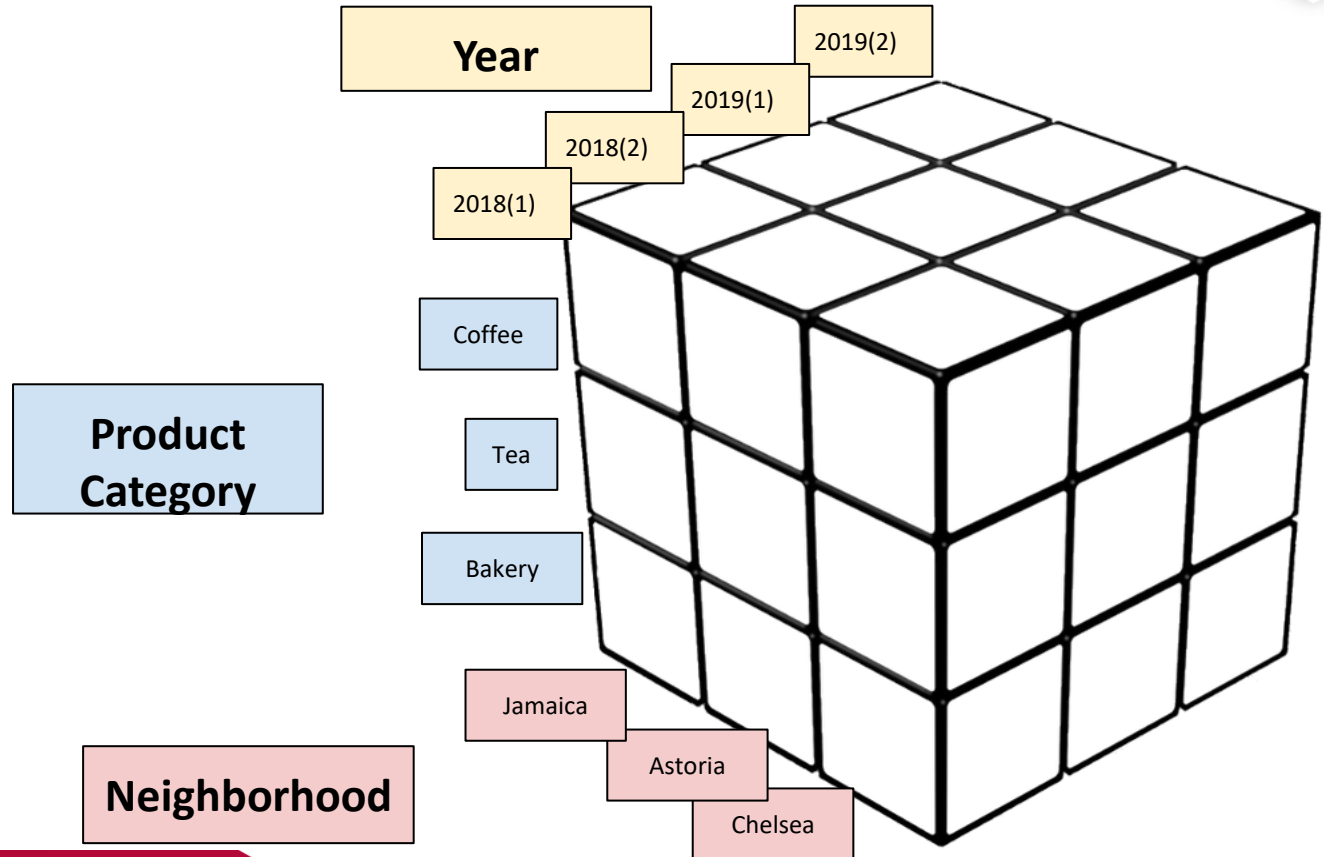 Year
2019(2)
2019(1)
2018(2)
2018(1)
Coffee
Product
Category
Tea
Bakery
Jamaica
Astoria
Neighborhood
Chelsea